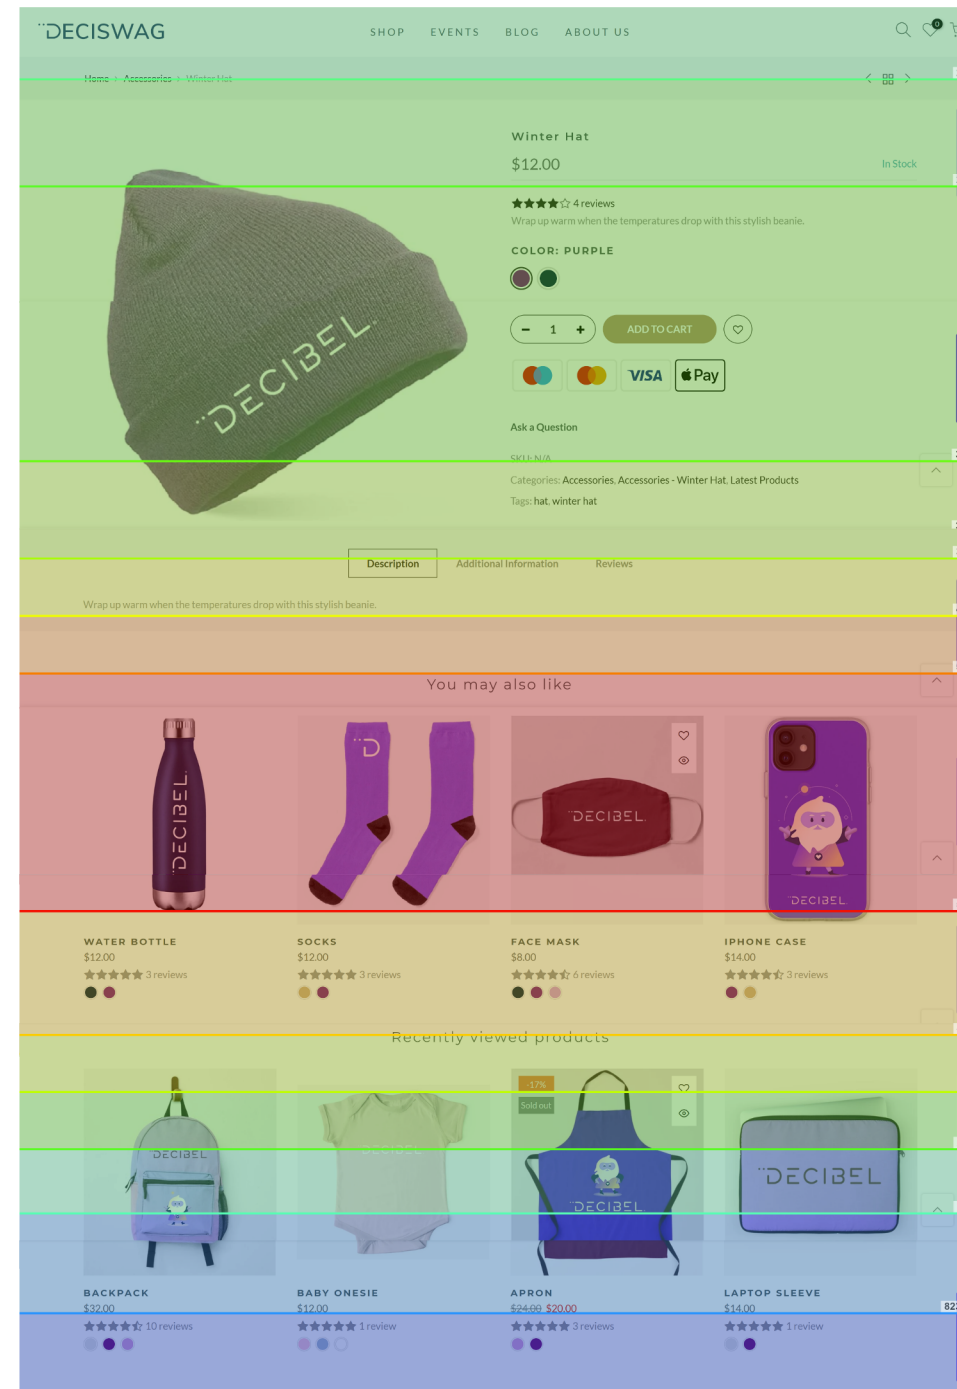 DECISWAG
SHOP EVENTS BLOG ABOUT US
0
Home / Accessories / Winter Hat
Winter Hat
$12.00
In Stock
4 reviews
Wrap up warm when the temperatures drop with this stylish beanie.
COLOR: PURPLE
1
ADD TO CART
VISA
Pay
DECIBEL.
Ask a Question
SKU: N/A
Categories: Accessories, Accessories - Winter Hat, Latest Products
Tags: hat, winter hat
Description Additional Information Reviews
Wrap up warm when the temperatures drop with this stylish beanie.
You may also like
DECIBEL.
D
DECIBEL.
DECIBEL.
WATER BOTTLE SOCKS FACE MASK IPHONE CASE
$12.00 $12.00 $8.00 $14.00
3 reviews 3 reviews 6 reviews 3 reviews
Recently viewed products
-17%
Sold out
DECIBEL
DECIBEL
DECIBEL
DECIBEL
BACKPACK BABY ONESIE APRON LAPTOP SLEEVE
$32.00 $12.00 $24.00 $20.00 $14.00
10 reviews 1 review 3 reviews 1 review